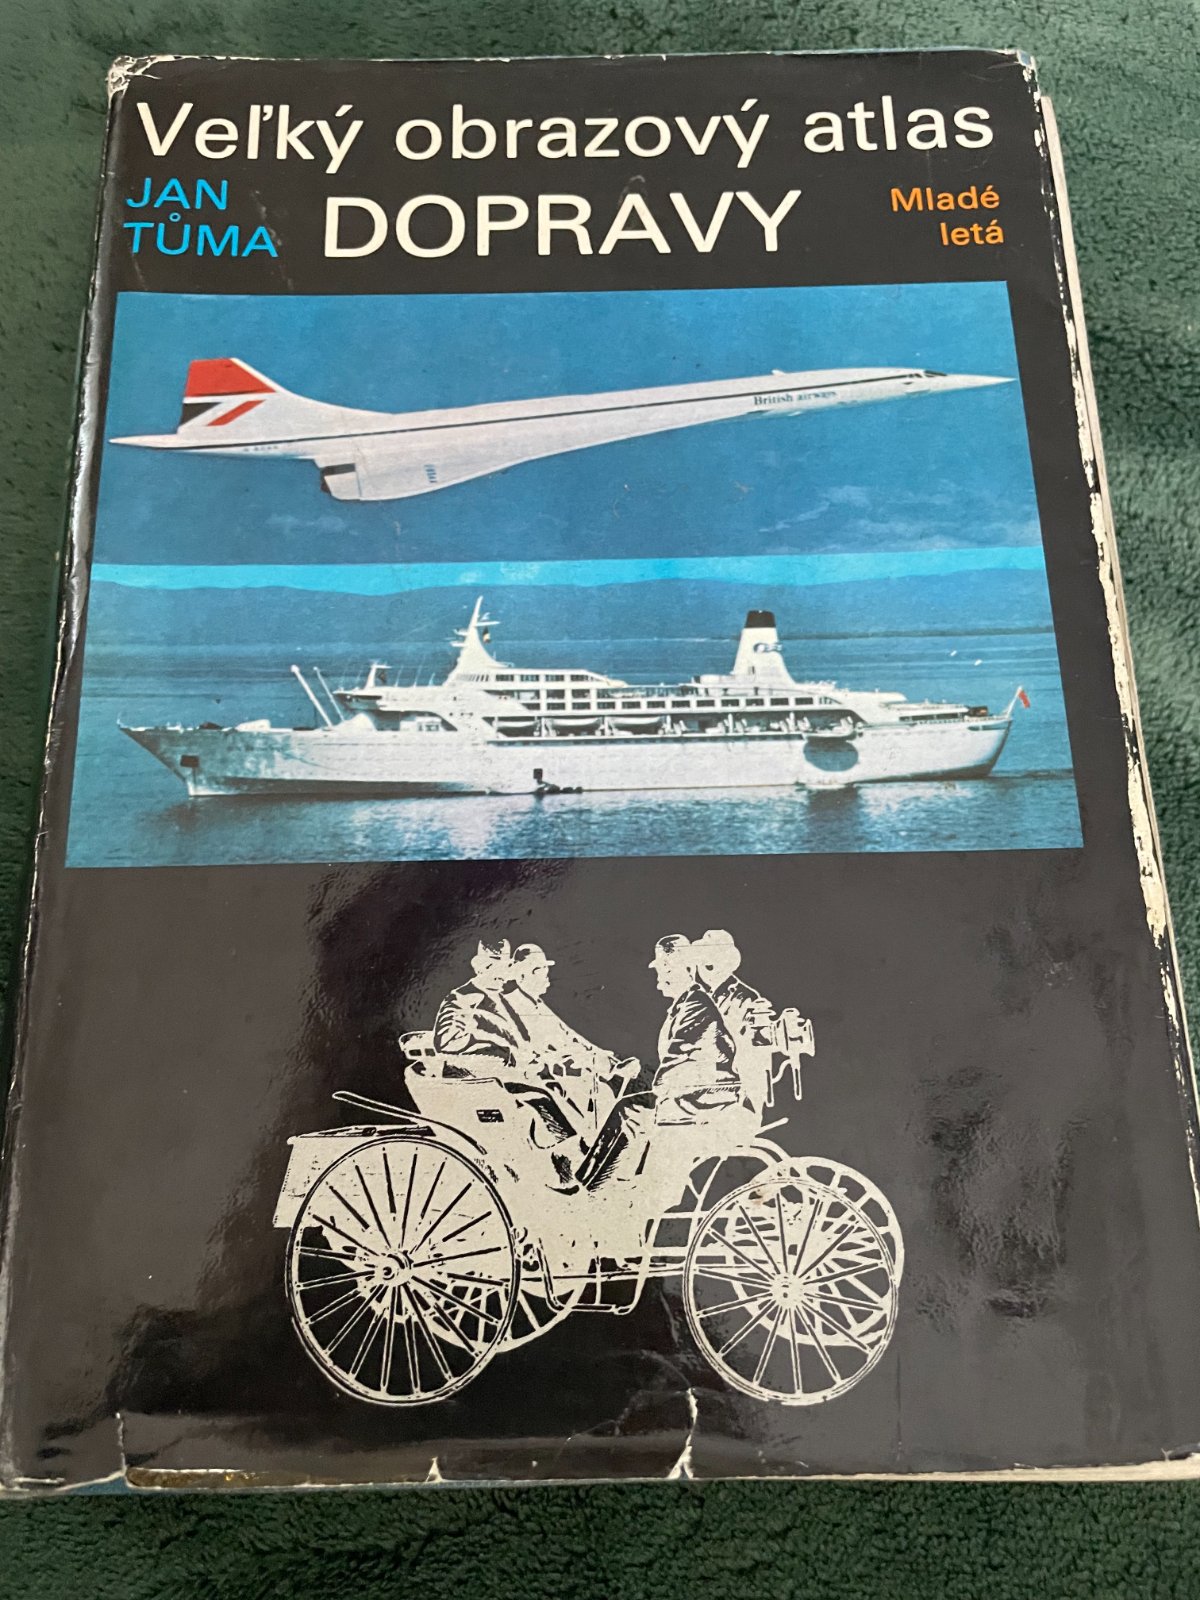 Veľký obrazový atlas
JAN
TŮMA
DOPRAVY
Mladé
letá
British airways